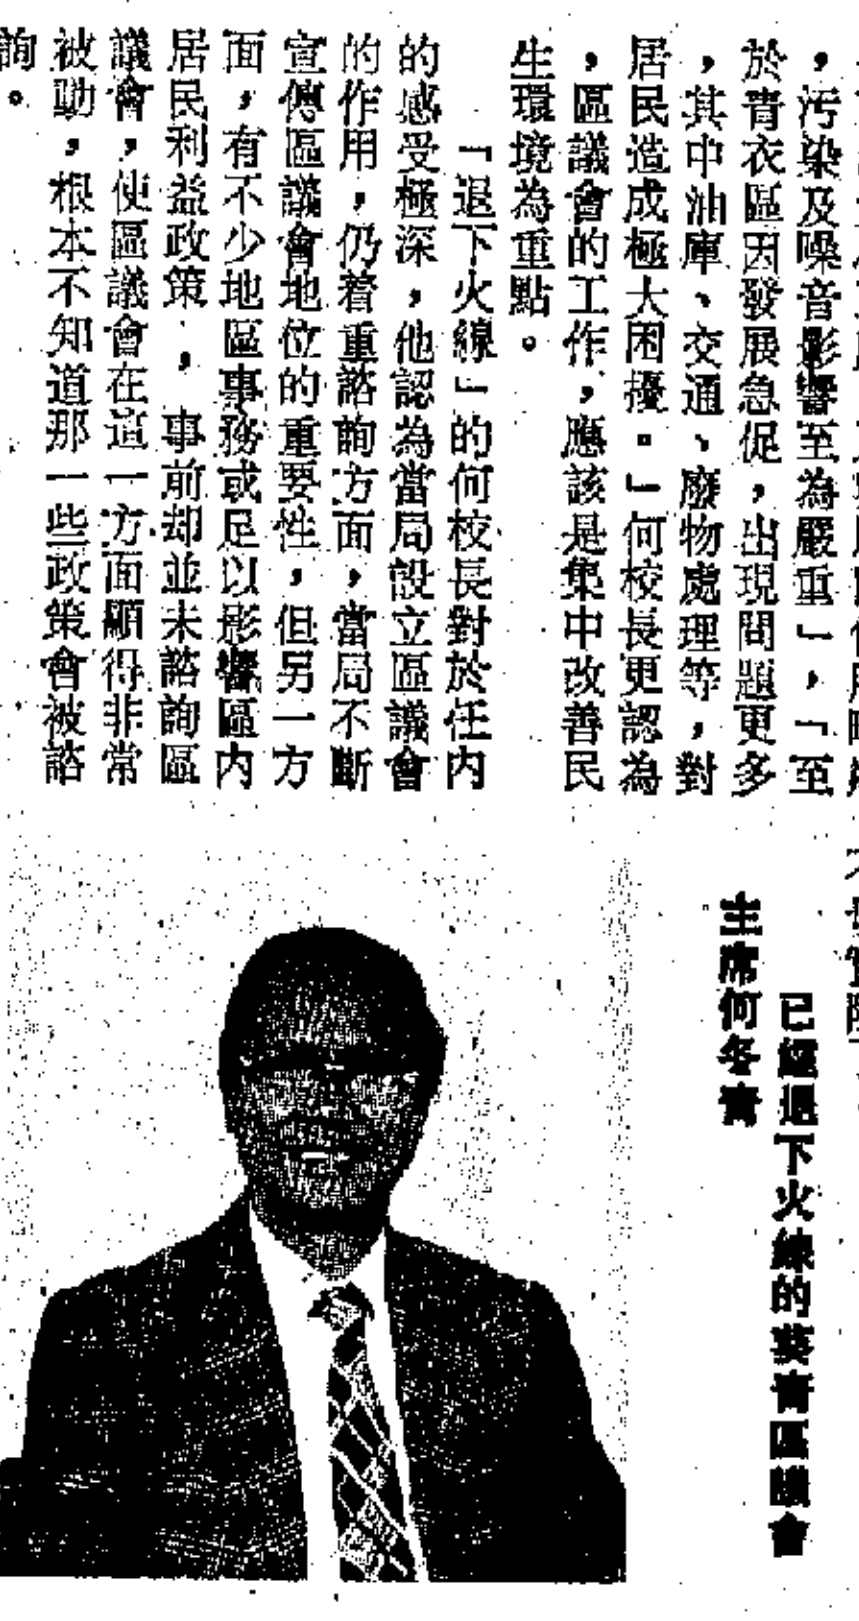 ，污染及噪音影響至為嚴重」，「至
於青衣區因發展急促，出現問題更多
，其中油庫、交通、廢物處理等，對
居民造成極大困擾。」何校長更認為
，區議會的工作，應該是集中改善民
生環境為重點。
「退下火線」的何校長對於任內
的感受極深，他認為當局設立區議會
的作用，仍着重諮詢方面，當局不斷
宣傳區議會地位的重要性，但另一方
面，有不少地區事務或足以影響區內
居民利益政策，事前却並未諮詢區
議會，使區議會在這一方面顯得非常
被動，根本不知道那一些政策會被諮
詢。
已經退下火線的葵青區議會
主席何冬青